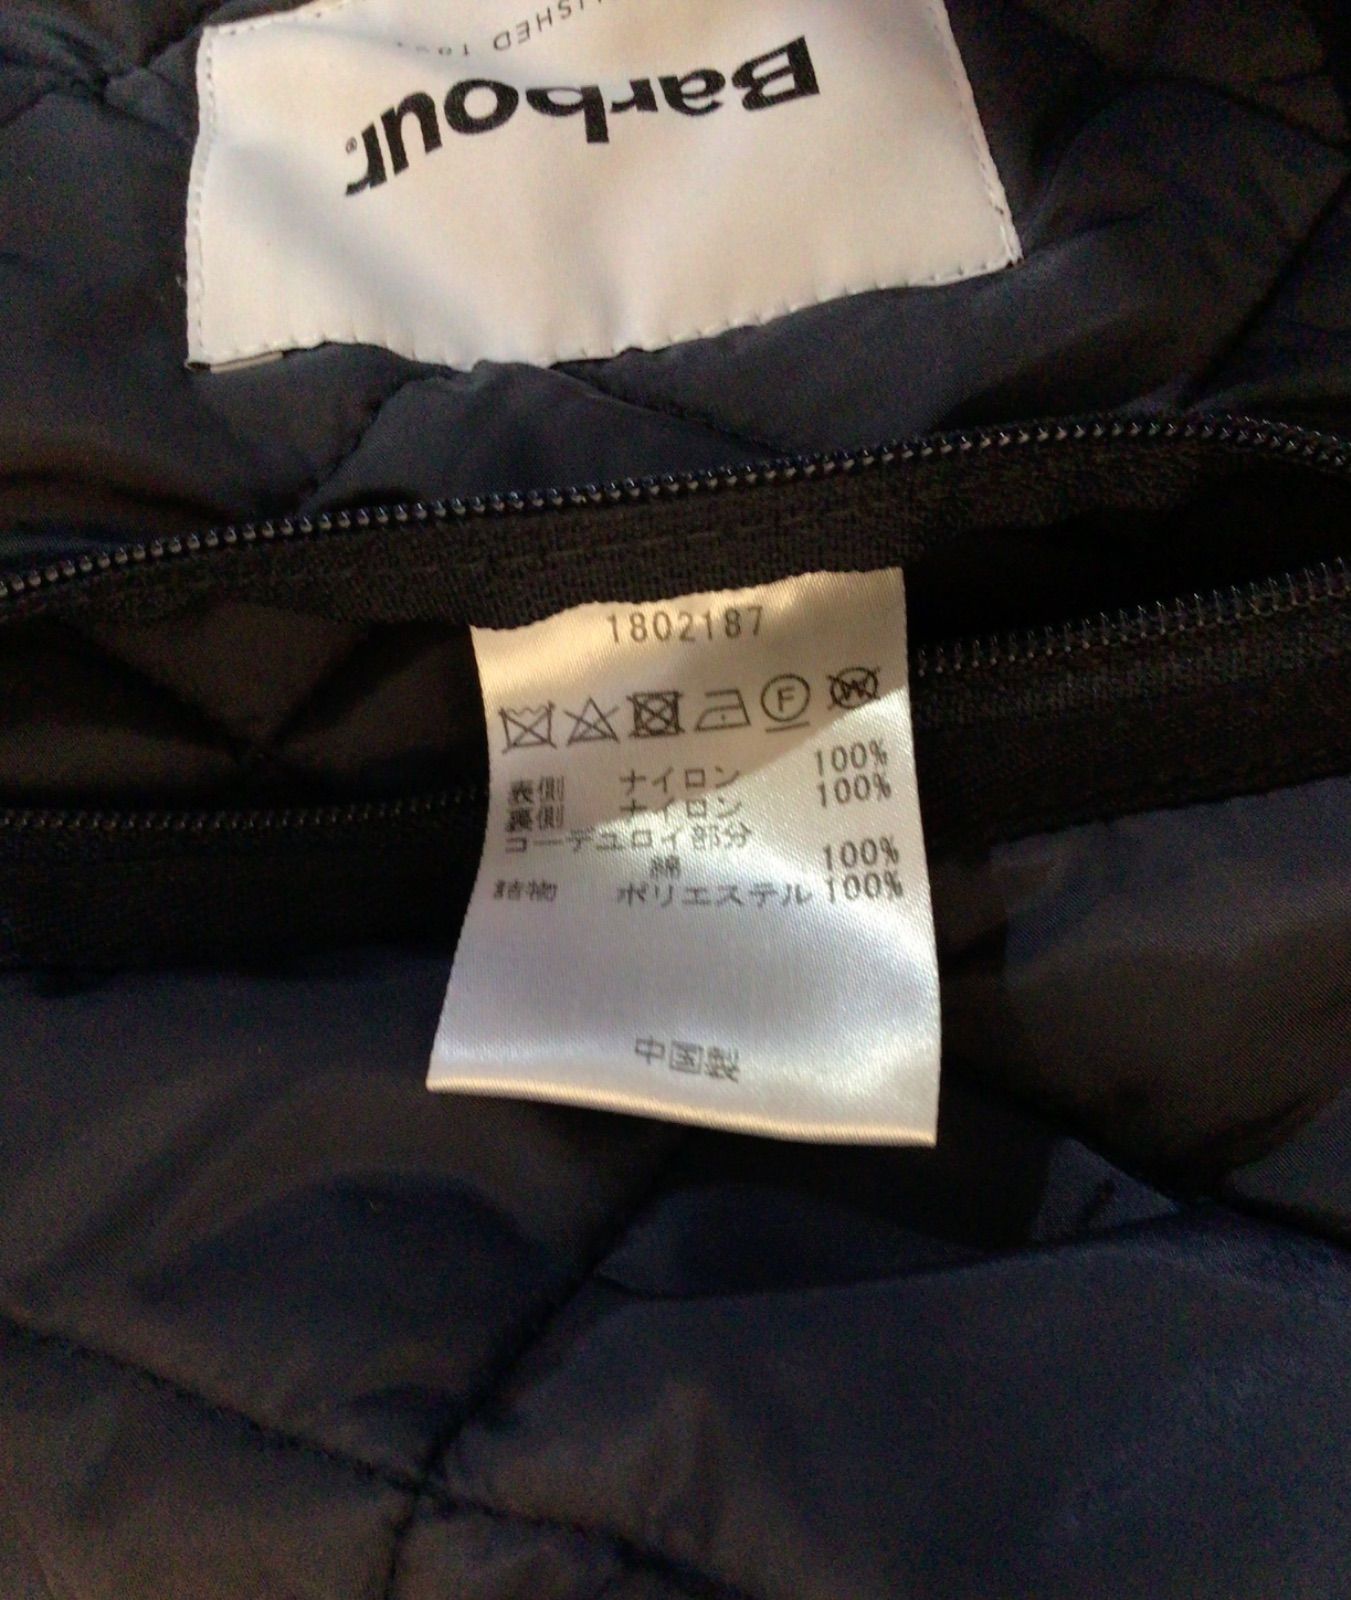 Barbour®
1802187
F W
表側 ナイロン 100%
裏側 ナイロン 100%
コーデュロイ部分
綿 100%
詰物 ポリエステル 100%
中国製